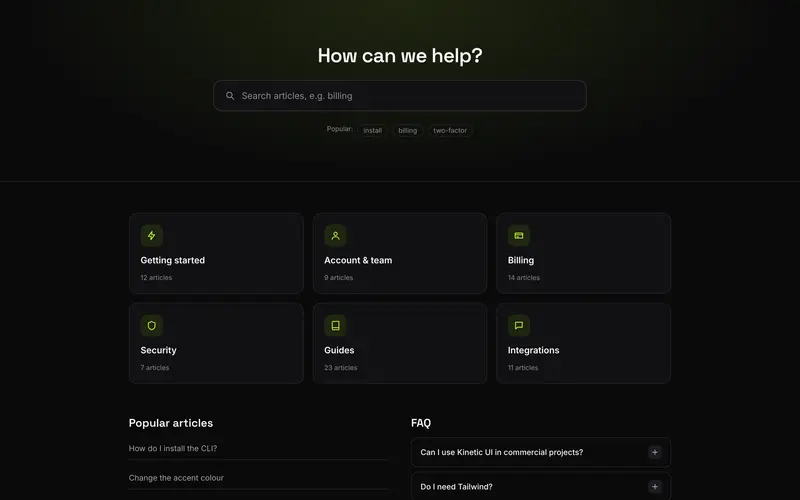 How can we help?
Search articles, e.g. billing
Popular: install billing two-factor
Getting started
12 articles
Account & team
9 articles
Billing
14 articles
Security
7 articles
Guides
23 articles
Integrations
11 articles
Popular articles
How do I install the CLI?
Change the accent colour
FAQ
Can I use Kinetic UI in commercial projects?
Do I need Tailwind?